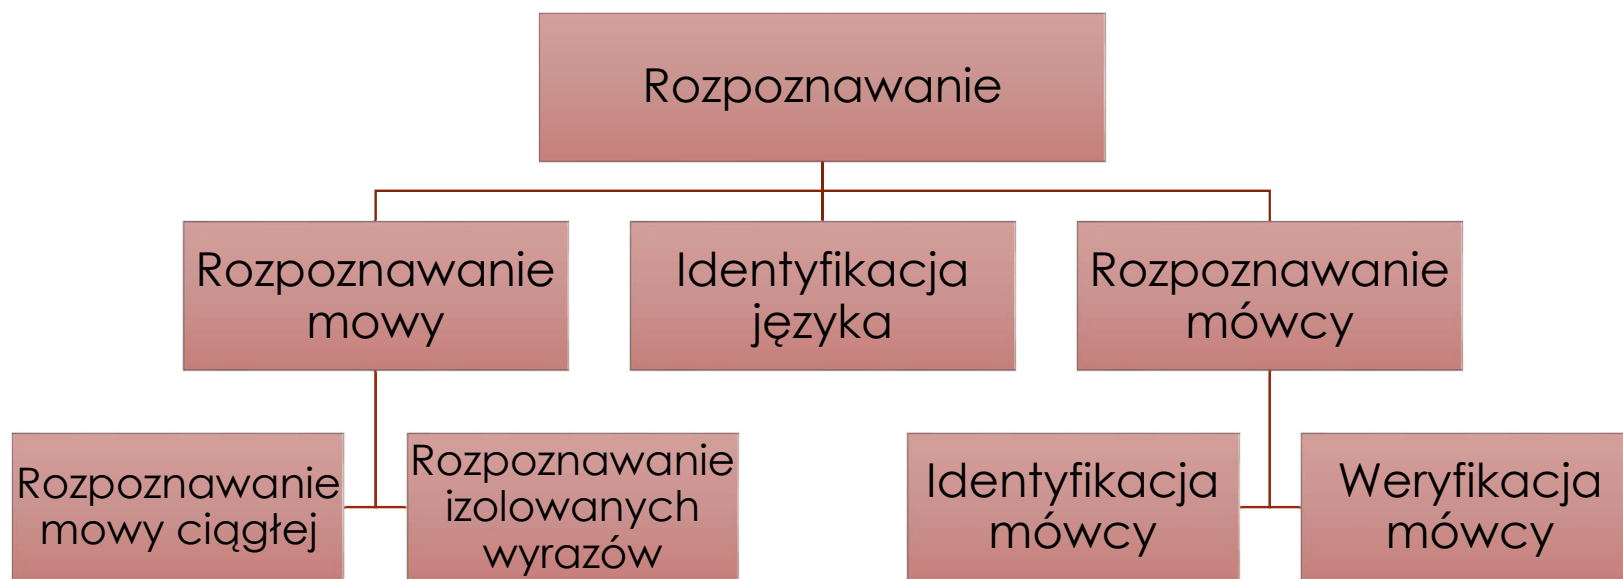 Rozpoznawanie
Rozpoznawanie
mowy
Identyfikacja
języka
Rozpoznawanie
mówcy
Rozpoznawanie
mowy ciągłej
Rozpoznawanie
izolowanych
wyrazów
Identyfikacja
mówcy
Weryfikacja
mówcy